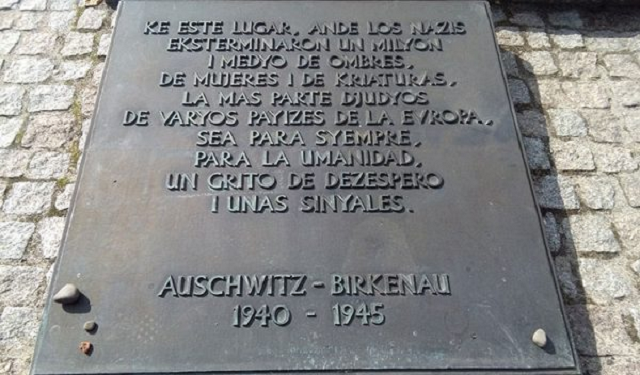 KE ESTE LUGAR, ANDE LOS NAZIS
EKSTERMINARON UN MILYON
I MEDYO DE OMBRES,
DE MUJERES I DE KRIATURAS,
LA MAS PARTE DJUDYOS
DE VARYOS PAYIZES DE LA EVROPA,
SEA PARA SYEMPRE,
PARA LA UMANIDAD,
UN GRITO DE DEZESPERO
I UNAS SINYALES.
AUSCHWITZ - BIRKENAU
1940 - 1945